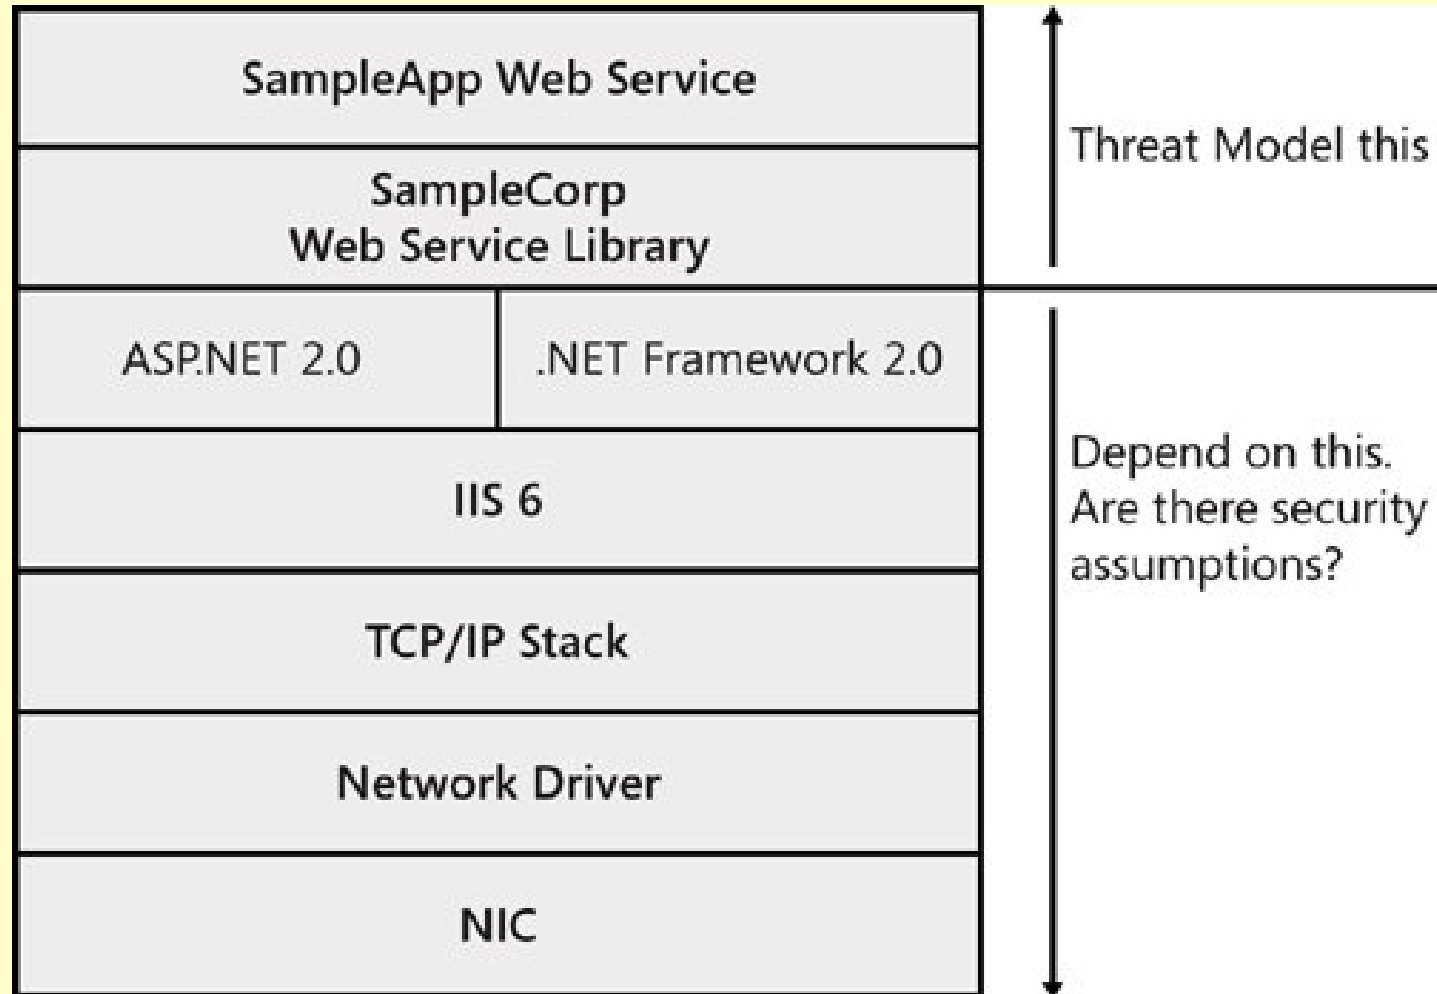 SampleApp Web Service
Threat Model this
SampleCorp
Web Service Library
ASP.NET 2.0
.NET Framework 2.0
Depend on this.
Are there security
assumptions?
IIS 6
TCP/IP Stack
Network Driver
NIC